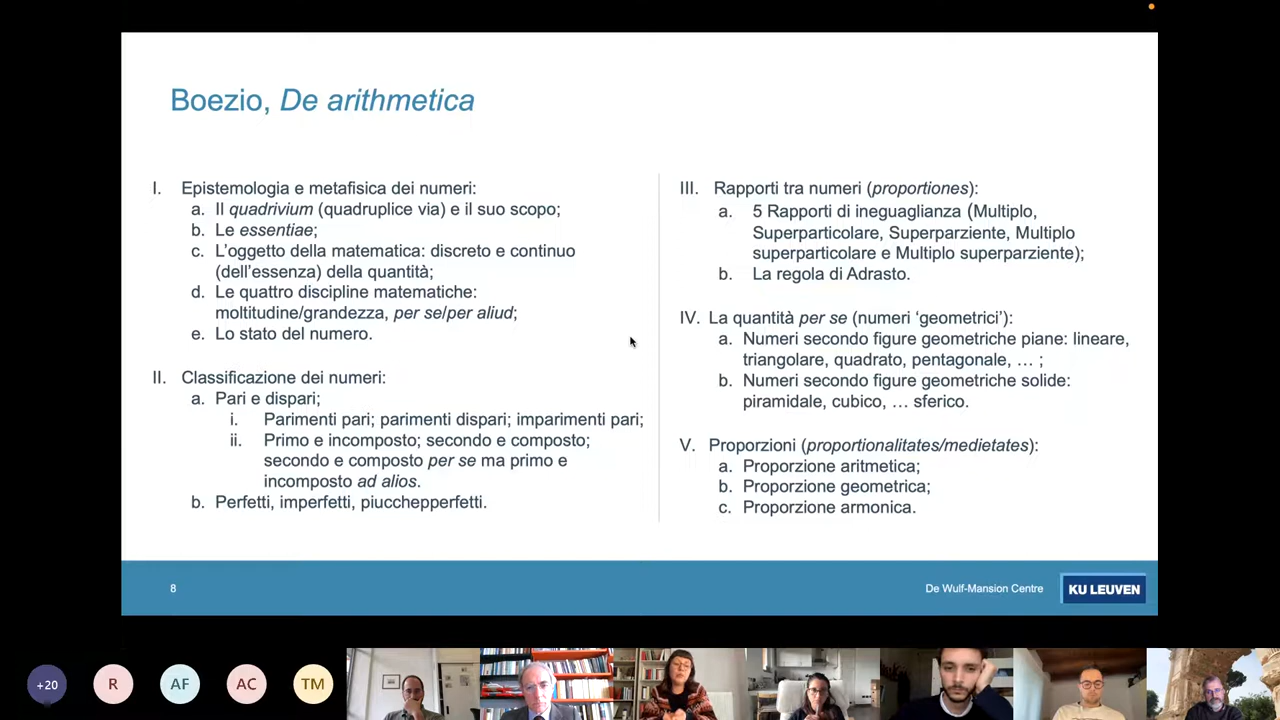 Boezio, De arithmetica
I. Epistemologia e metafisica dei numeri:
a. Il quadrivium (quadruplice via) e il suo scopo;
b. Le essentiae;
c. L'oggetto della matematica: discreto e continuo
(dell'essenza) della quantità;
d. Le quattro discipline matematiche:
moltitudine/grandezza, per se/per aliud;
e. Lo stato del numero.
II. Classificazione dei numeri:
a. Pari e dispari;
i. Parimenti pari; parimenti dispari; imparimenti pari;
ii. Primo e incomposto; secondo e composto;
secondo e composto per se ma primo e
incomposto ad alios.
b. Perfetti, imperfetti, piucchepperfetti.
III. Rapporti tra numeri (proportiones):
a. 5 Rapporti di ineguaglianza (Multiplo,
Superparticolare, Superparziente, Multiplo
superparticolare e Multiplo superparziente);
b. La regola di Adrasto.
IV. La quantità per se (numeri 'geometrici'):
a. Numeri secondo figure geometriche piane: lineare,
triangolare, quadrato, pentagonale, … ;
b. Numeri secondo figure geometriche solide:
piramidale, cubico, … sferico.
V. Proporzioni (proportionalitates/medietates):
a. Proporzione aritmetica;
b. Proporzione geometrica;
c. Proporzione armonica.
8
De Wulf-Mansion Centre
KU LEUVEN
+20
R
AF
AC
TM